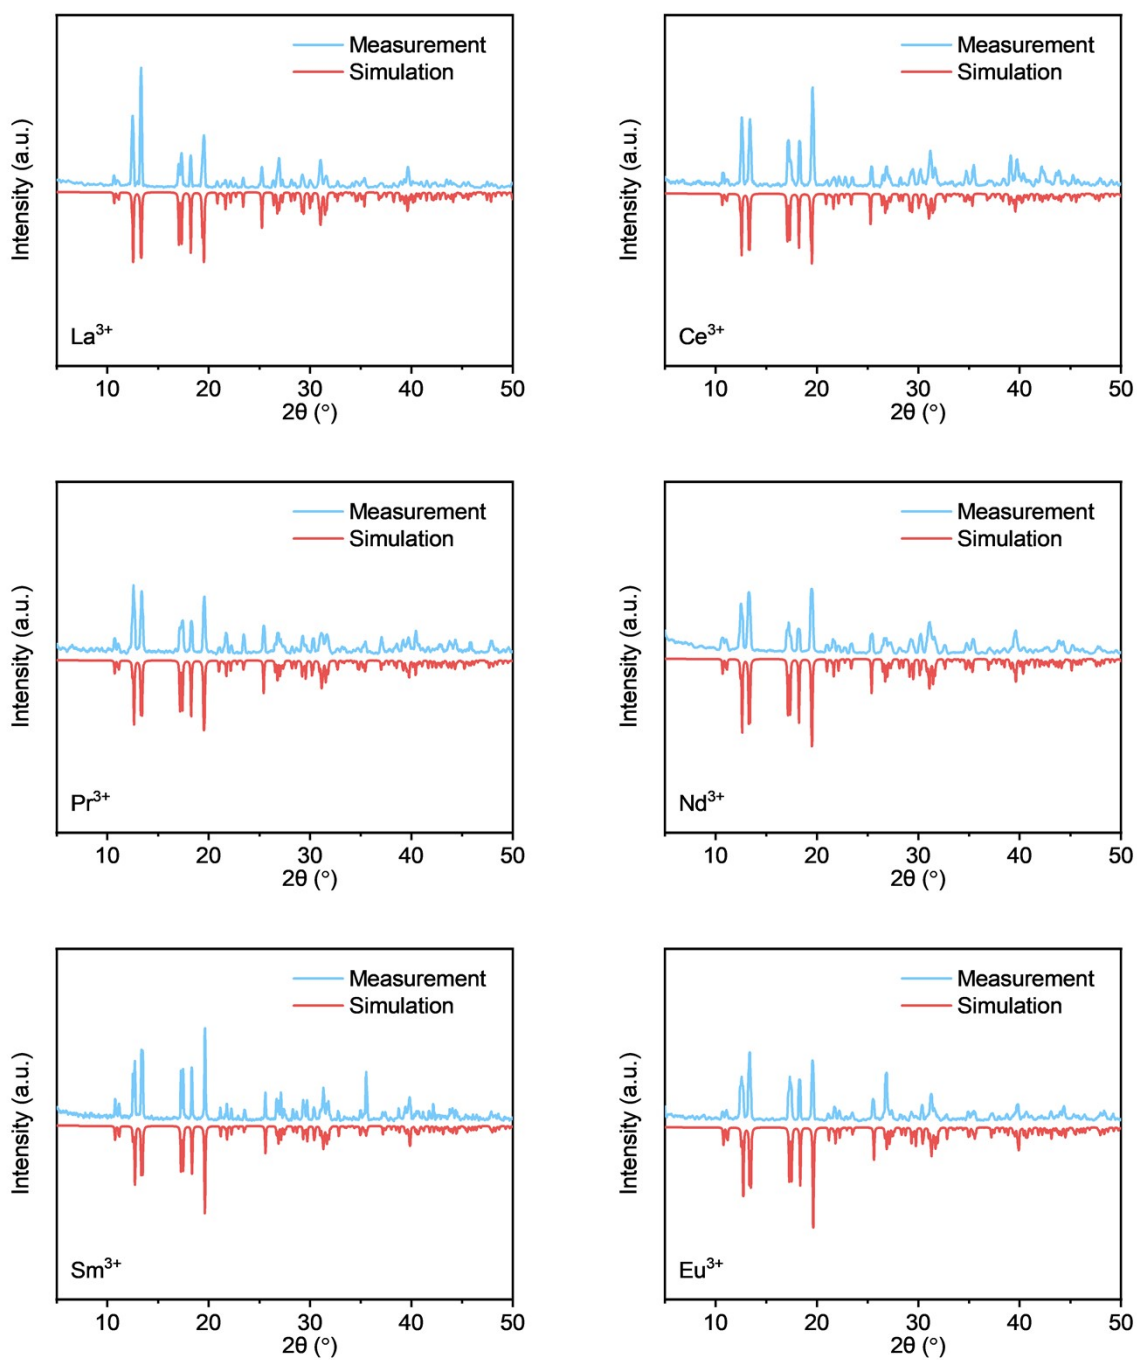 Measurement
Simulation
Intensity (a.u.)
La³⁺
10 20 30 40 50
2θ (°)
Measurement
Simulation
Intensity (a.u.)
Ce³⁺
10 20 30 40 50
2θ (°)
Measurement
Simulation
Intensity (a.u.)
Pr³⁺
10 20 30 40 50
2θ (°)
Measurement
Simulation
Intensity (a.u.)
Nd³⁺
10 20 30 40 50
2θ (°)
Measurement
Simulation
Intensity (a.u.)
Sm³⁺
10 20 30 40 50
2θ (°)
Measurement
Simulation
Intensity (a.u.)
Eu³⁺
10 20 30 40 50
2θ (°)